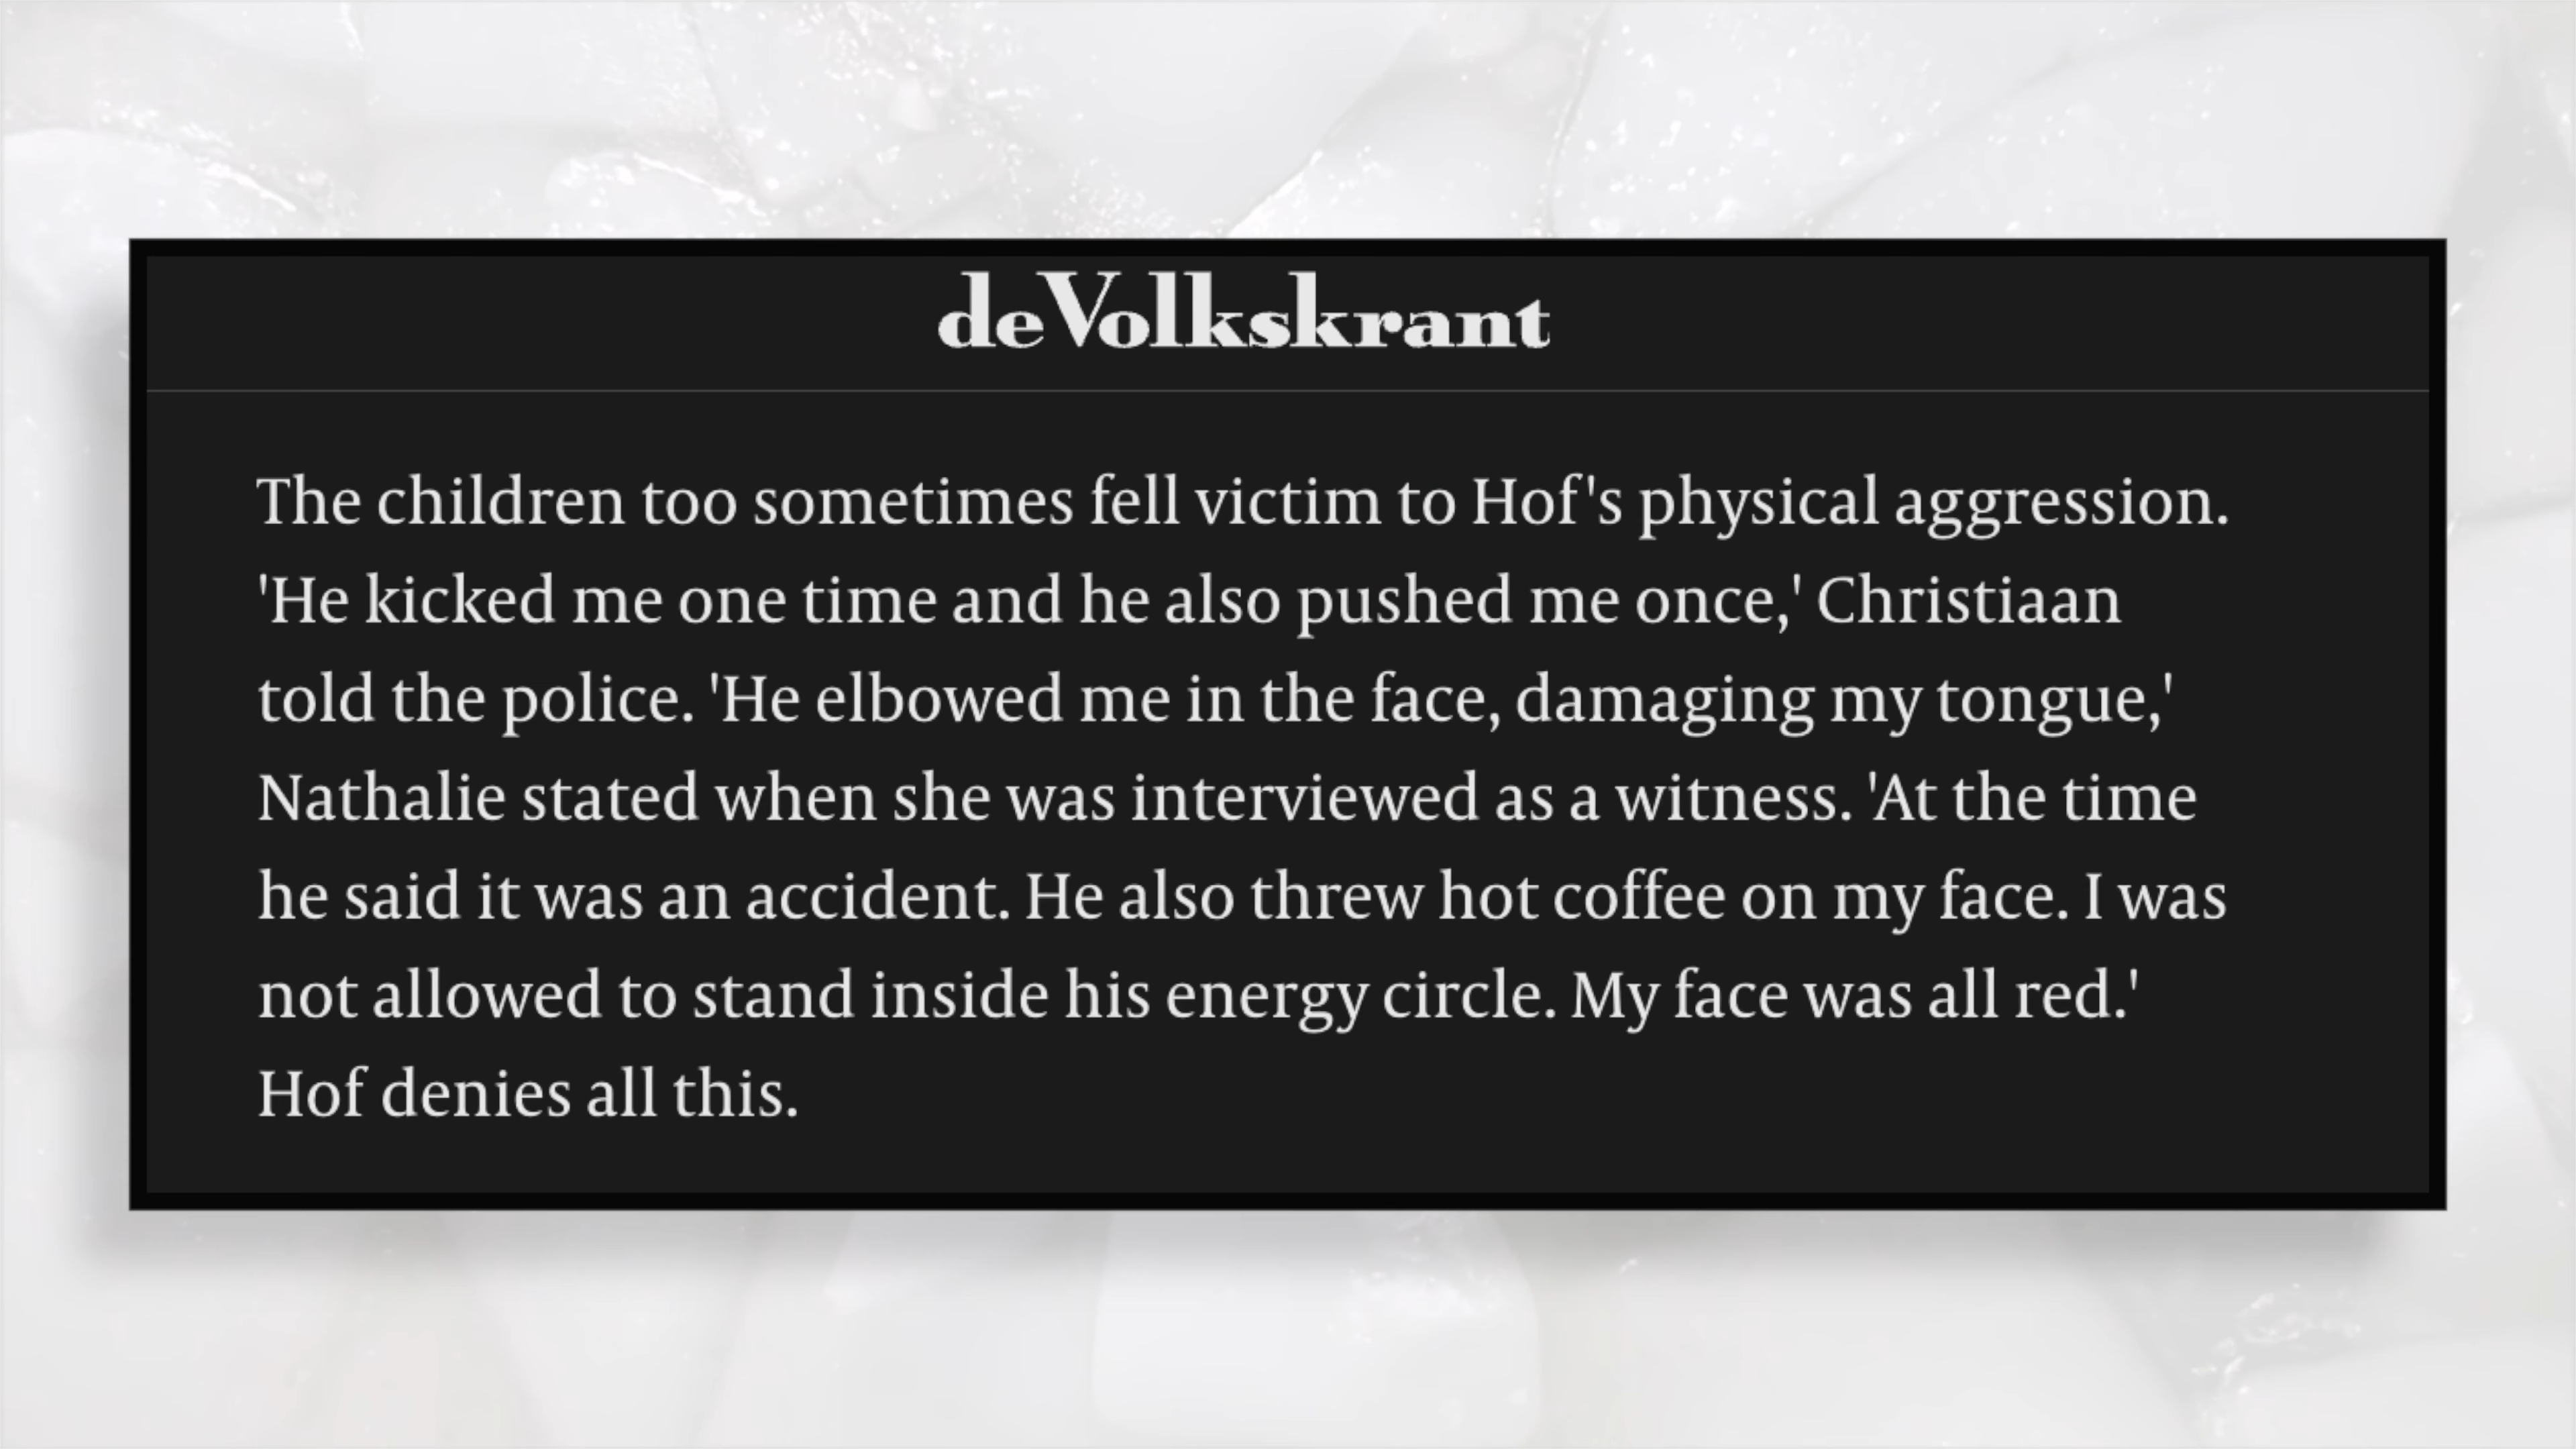 deVolkskrant
The children too sometimes fell victim to Hof's physical aggression.
'He kicked me one time and he also pushed me once,' Christiaan
told the police. 'He elbowed me in the face, damaging my tongue,'
Nathalie stated when she was interviewed as a witness. 'At the time
he said it was an accident. He also threw hot coffee on my face. I was
not allowed to stand inside his energy circle. My face was all red.'
Hof denies all this.